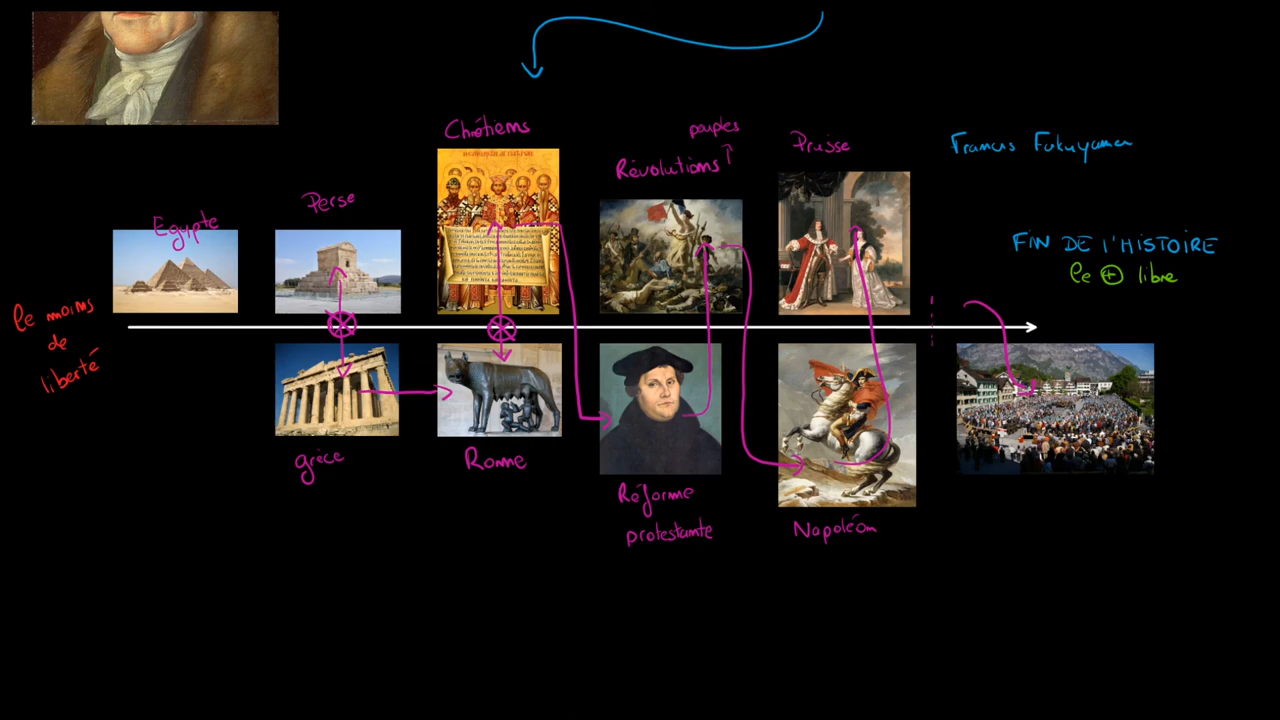 Chrétiens
peuples
Révolutions
Prusse
Francis Fukuyama
Perse
Egypte
FIN DE l'HISTOIRE
le + libre
le moins
de
liberté
grèce
Rome
Réforme
protestante
Napoléon